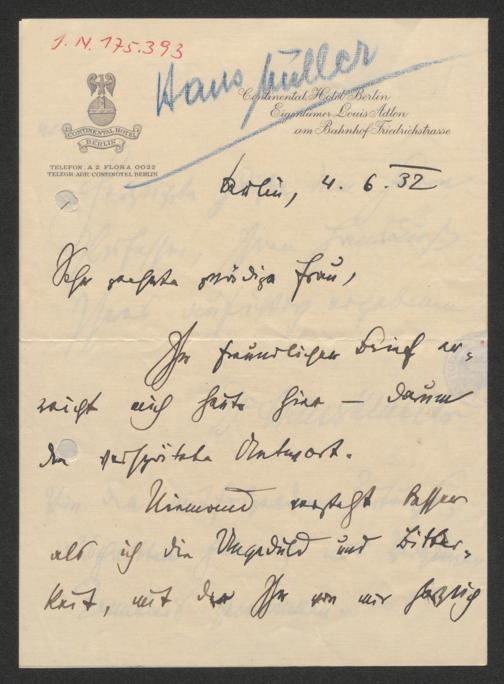 J.N. 175.393
Hans Müller
Continental Hotel Berlin
Eigentümer Louis Adlon
am Bahnhof Friedrichstrasse
CONTINENTAL HOTEL
BERLIN
TELEFON: A 2 FLORA 0022
TELEGR-ADR CONTINOTEL BERLIN
Berlin, 4. 6. 32
Sehr geehrte gnädige Frau,
Ihr freundlicher Brief er-
reicht mich heute hier – darum
die verspätete Antwort.
Niemand versteht besser
als ich die Ungeduld und Bitter-
keit, mit der Ihr von mir herzlich